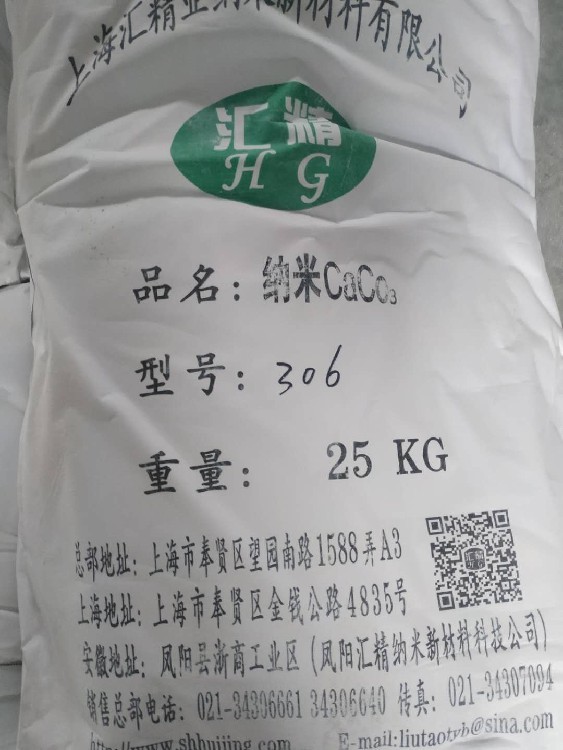 上海汇精亚纳米新材料有限公司
汇精
HG
品名：纳米CaCo₃
型号：306
重量： 25 KG
总部地址：上海市奉贤区望园南路1588弄A3
上海地址：上海市奉贤区金钱公路4835号
安徽地址：凤阳县浙商工业区（凤阳汇精纳米新材料科技公司）
销售总部电话：021-34306661 34306640 传真：021-34307094
http://www.shhuijing.com E-mail:liutaotyb@sina.com